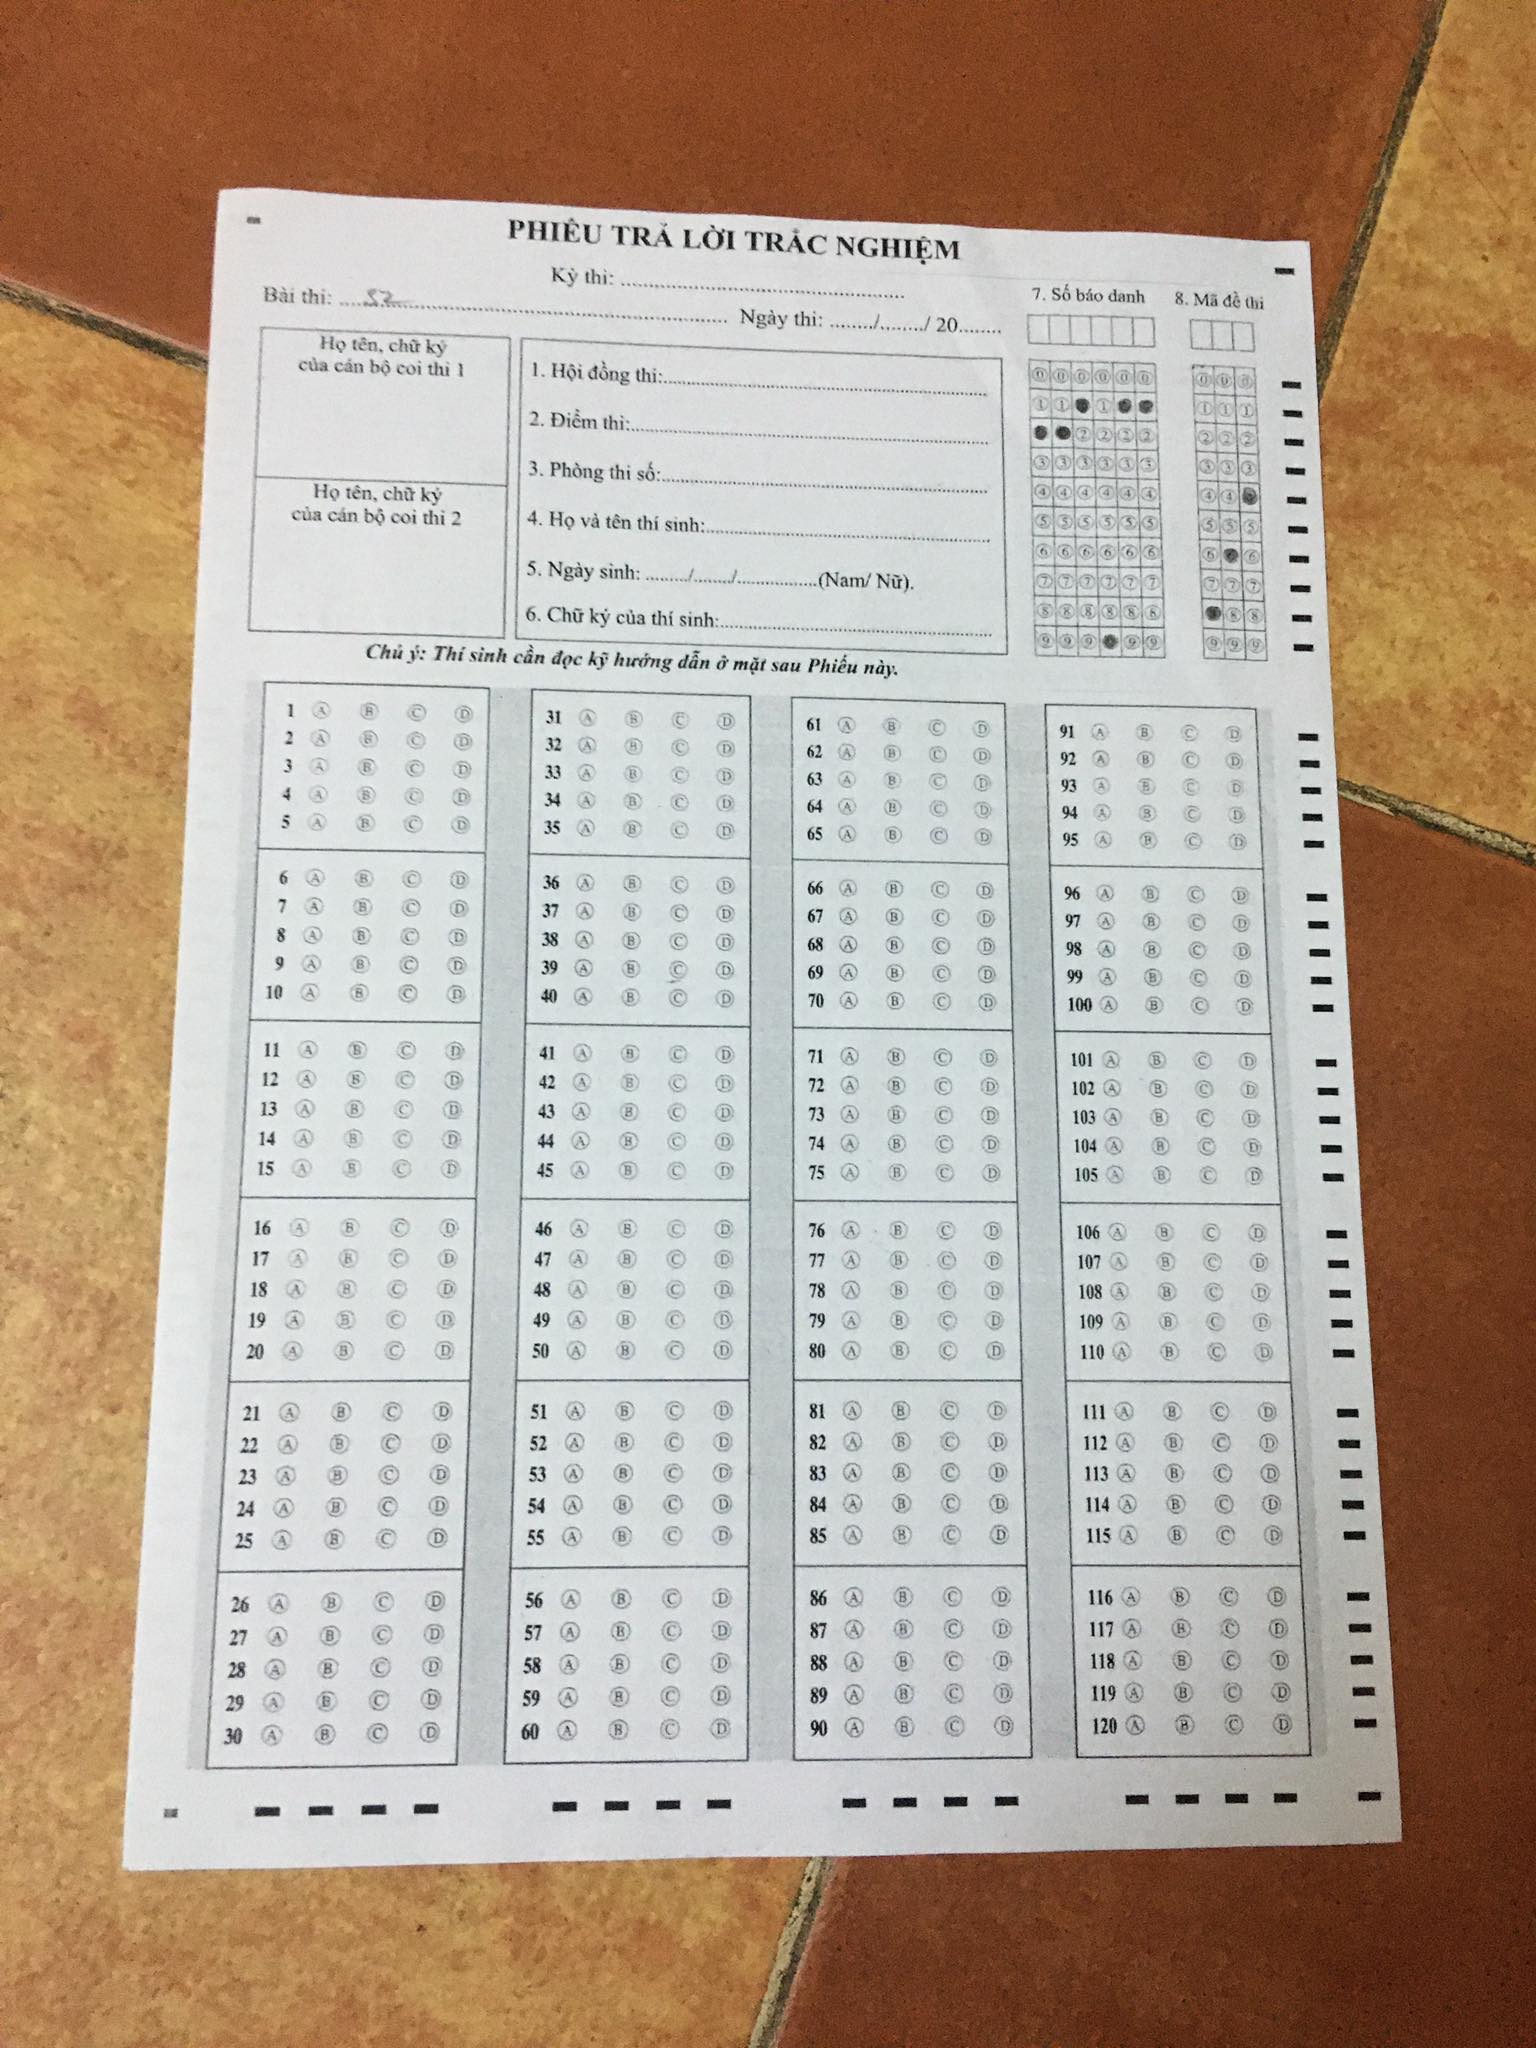 PHIẾU TRẢ LỜI TRẮC NGHIỆM
Kỳ thi: ..................................................
Bài thi: ....52.................................................... Ngày thi: ......../......../ 20........
7. Số báo danh 8. Mã đề thi
Họ tên, chữ ký
của cán bộ coi thi 1
Họ tên, chữ ký
của cán bộ coi thi 2
1. Hội đồng thi:..................................................
2. Điểm thi:..................................................
3. Phòng thi số:..................................................
4. Họ và tên thí sinh:..................................................
5. Ngày sinh: ......../......../................(Nam/ Nữ).
6. Chữ ký của thí sinh:..................................................
0 0 0 0 0 0 0 0 0
1 1 1 1 1 1
2 2 2 2 2 2 2
3 3 3 3 3 3 3 3 3
4 4 4 4 4 4 4 4
5 5 5 5 5 5 5 5 5
6 6 6 6 6 6 6 6
7 7 7 7 7 7 7 7 7
8 8 8 8 8 8 8 8
9 9 9 9 9 9 9 9
Chú ý: Thí sinh cần đọc kỹ hướng dẫn ở mặt sau Phiếu này.
1 A B C D
2 A B C D
3 A B C D
4 A B C D
5 A B C D
6 A B C D
7 A B C D
8 A B C D
9 A B C D
10 A B C D
11 A B C D
12 A B C D
13 A B C D
14 A B C D
15 A B C D
16 A B C D
17 A B C D
18 A B C D
19 A B C D
20 A B C D
21 A B C D
22 A B C D
23 A B C D
24 A B C D
25 A B C D
26 A B C D
27 A B C D
28 A B C D
29 A B C D
30 A B C D
31 A B C D
32 A B C D
33 A B C D
34 A B C D
35 A B C D
36 A B C D
37 A B C D
38 A B C D
39 A B C D
40 A B C D
41 A B C D
42 A B C D
43 A B C D
44 A B C D
45 A B C D
46 A B C D
47 A B C D
48 A B C D
49 A B C D
50 A B C D
51 A B C D
52 A B C D
53 A B C D
54 A B C D
55 A B C D
56 A B C D
57 A B C D
58 A B C D
59 A B C D
60 A B C D
61 A B C D
62 A B C D
63 A B C D
64 A B C D
65 A B C D
66 A B C D
67 A B C D
68 A B C D
69 A B C D
70 A B C D
71 A B C D
72 A B C D
73 A B C D
74 A B C D
75 A B C D
76 A B C D
77 A B C D
78 A B C D
79 A B C D
80 A B C D
81 A B C D
82 A B C D
83 A B C D
84 A B C D
85 A B C D
86 A B C D
87 A B C D
88 A B C D
89 A B C D
90 A B C D
91 A B C D
92 A B C D
93 A B C D
94 A B C D
95 A B C D
96 A B C D
97 A B C D
98 A B C D
99 A B C D
100 A B C D
101 A B C D
102 A B C D
103 A B C D
104 A B C D
105 A B C D
106 A B C D
107 A B C D
108 A B C D
109 A B C D
110 A B C D
111 A B C D
112 A B C D
113 A B C D
114 A B C D
115 A B C D
116 A B C D
117 A B C D
118 A B C D
119 A B C D
120 A B C D